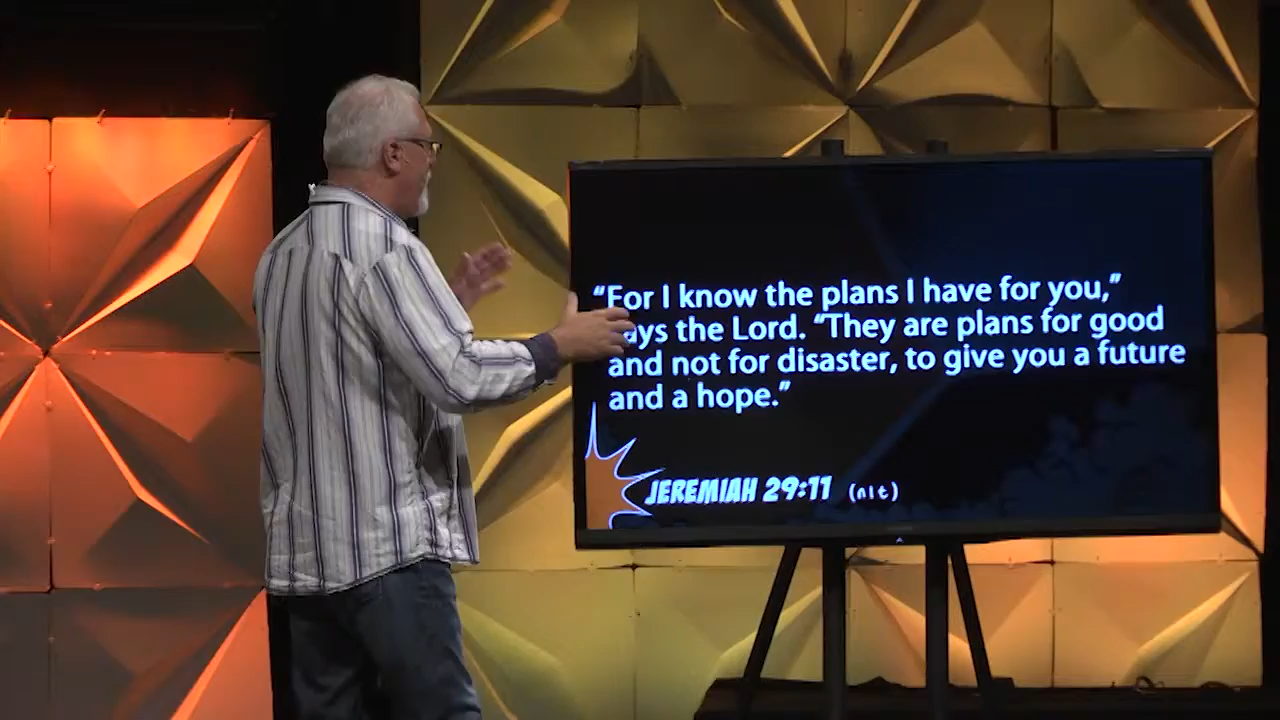 “For I know the plans I have for you,”
says the Lord. “They are plans for good
and not for disaster, to give you a future
and a hope.”
JEREMIAH 29:11 (nlt)